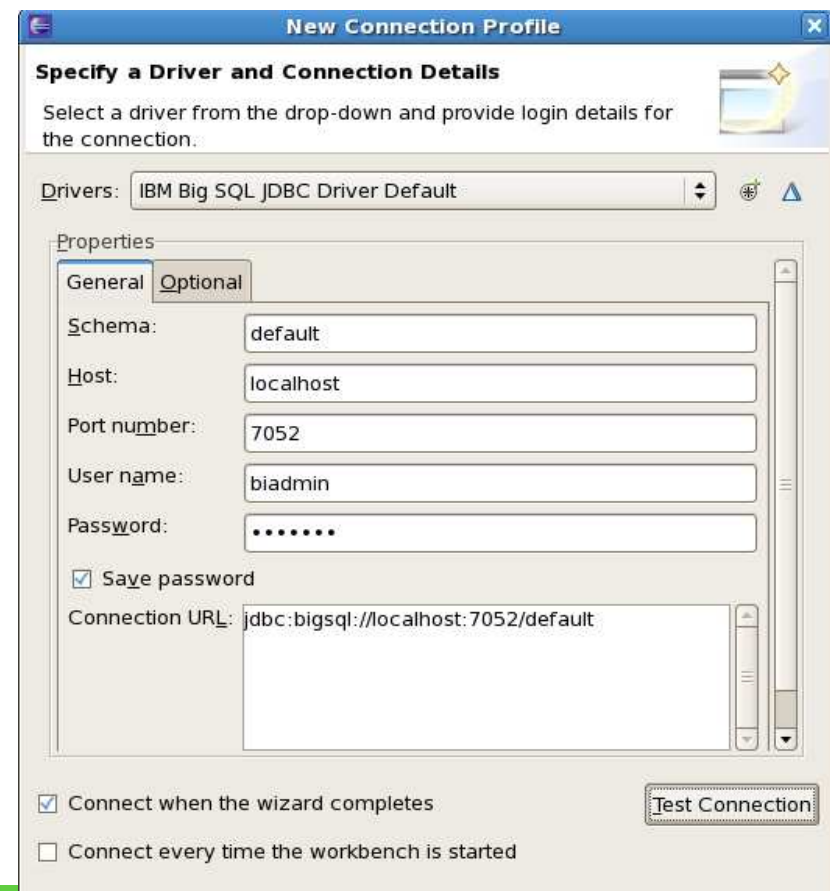 New Connection Profile
Specify a Driver and Connection Details
Select a driver from the drop-down and provide login details for
the connection.
Drivers: IBM Big SQL JDBC Driver Default
Properties
General Optional
Schema: default
Host: localhost
Port number: 7052
User name: biadmin
Password: •••••••
Save password
Connection URL: jdbc:bigsql://localhost:7052/default
Connect when the wizard completes
Test Connection
Connect every time the workbench is started